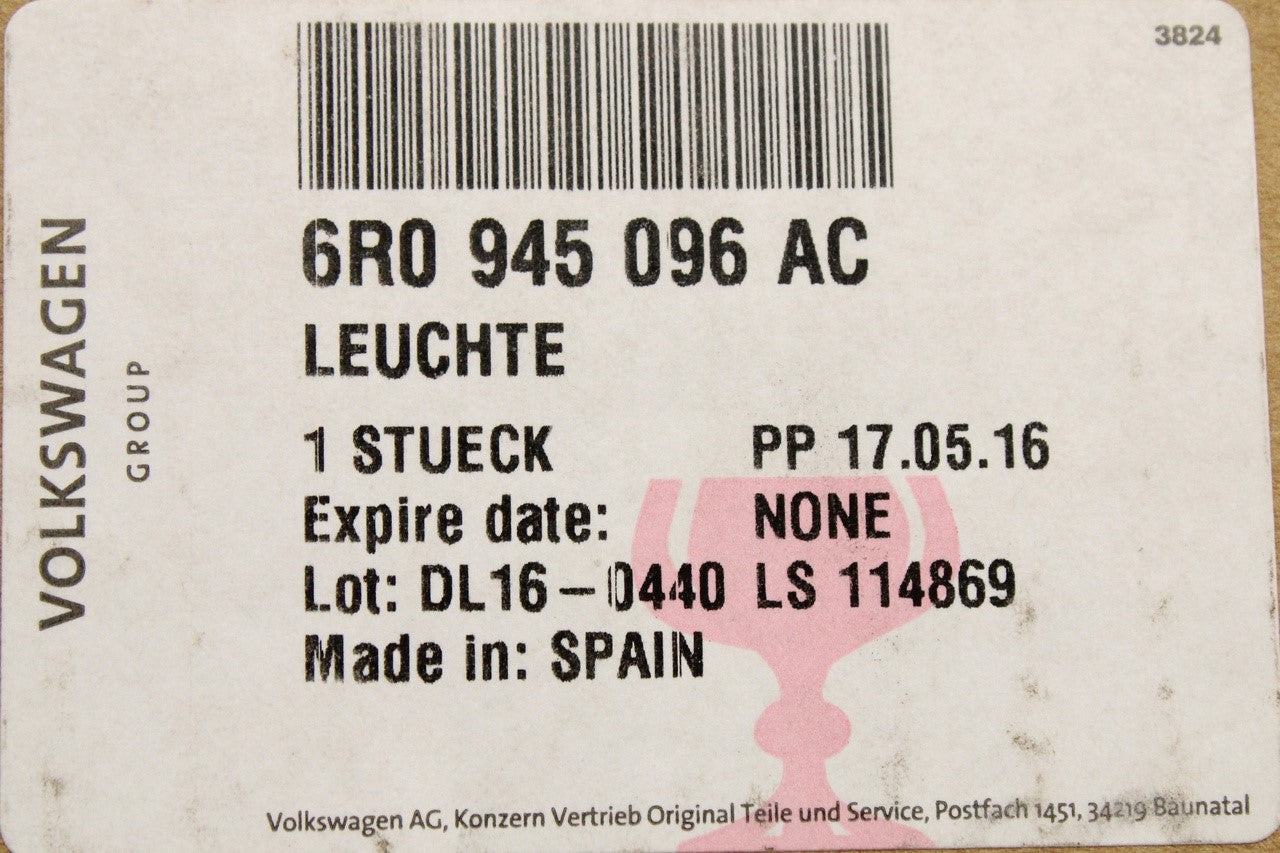 3824
6R0 945 096 AC
LEUCHTE
1 STUECK PP 17.05.16
Expire date: NONE
Lot: DL16-0440 LS 114869
Made in: SPAIN
VOLKSWAGEN
GROUP
Volkswagen AG, Konzern Vertrieb Original Teile und Service, Postfach 1451, 34219 Baunatal